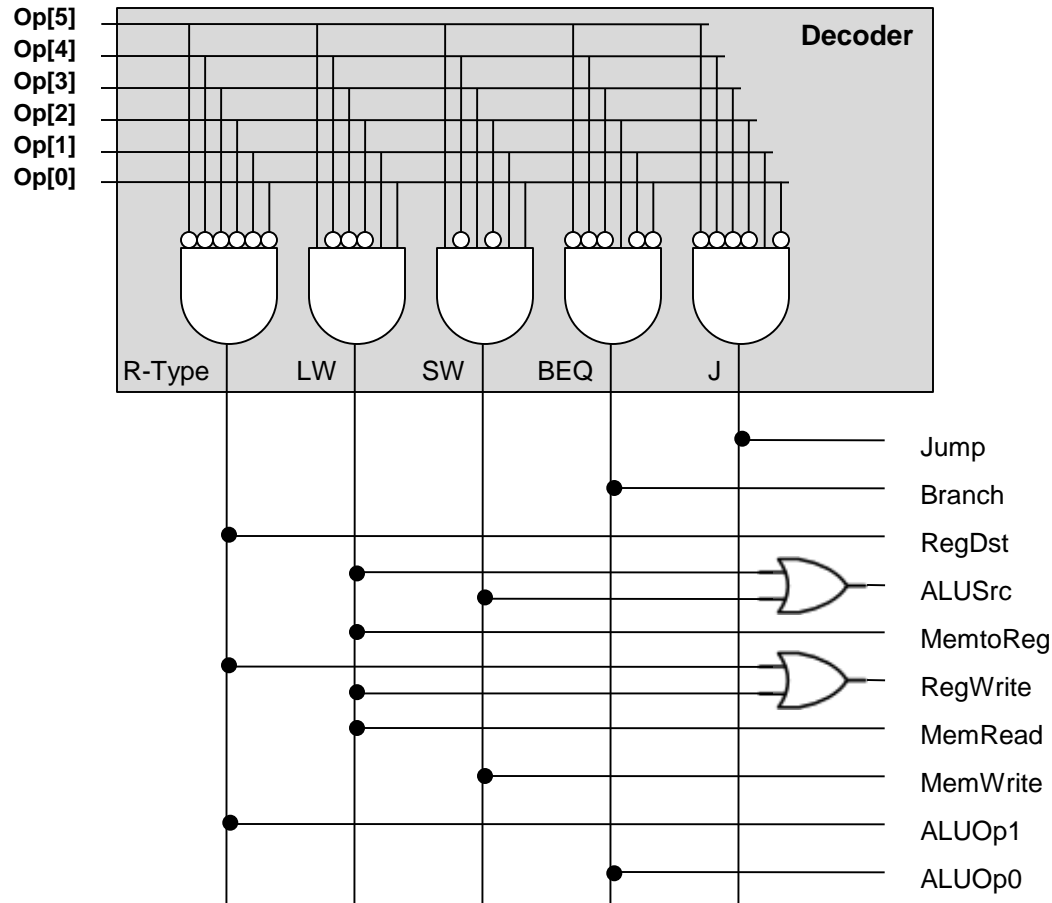 Op[5]
Decoder
Op[4]
Op[3]
Op[2]
Op[1]
Op[0]
R-Type LW SW BEQ J
Jump
Branch
RegDst
ALUSrc
MemtoReg
RegWrite
MemRead
MemWrite
ALUOp1
ALUOp0